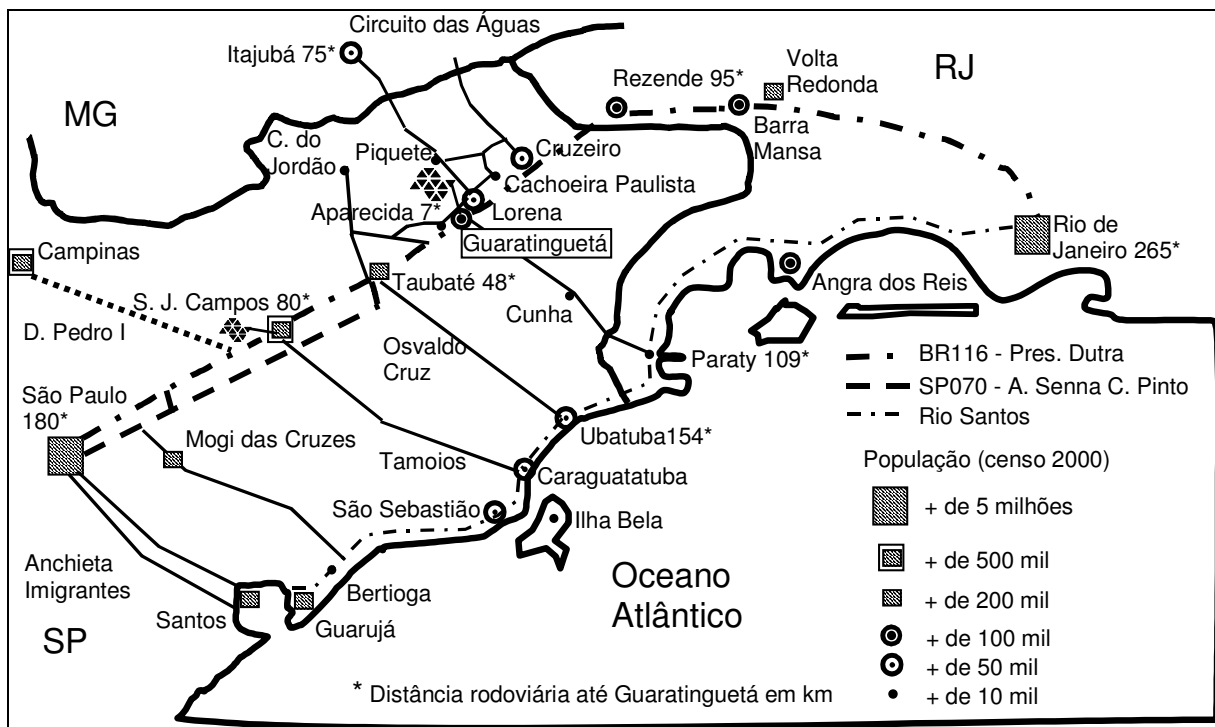 Circuito das Águas
Itajubá 75*
Rezende 95*
Volta
Redonda
RJ
MG
C. do
Jordão
Piquete
Cruzeiro
Barra
Mansa
Cachoeira Paulista
Aparecida 7*
Lorena
Guaratinguetá
Rio de
Janeiro 265*
Campinas
Taubaté 48*
Angra dos Reis
S. J. Campos 80*
Cunha
D. Pedro I
Osvaldo
Cruz
Paraty 109*
BR116 - Pres. Dutra
SP070 - A. Senna C. Pinto
Rio Santos
São Paulo
180*
Mogi das Cruzes
Ubatuba154*
Tamoios
Caraguatatuba
População (censo 2000)
São Sebastião
Ilha Bela
+ de 5 milhões
Anchieta
Imigrantes
Bertioga
Oceano
Atlântico
+ de 500 mil
Santos
Guarujá
+ de 200 mil
SP
+ de 100 mil
+ de 50 mil
+ de 10 mil
* Distância rodoviária até Guaratinguetá em km